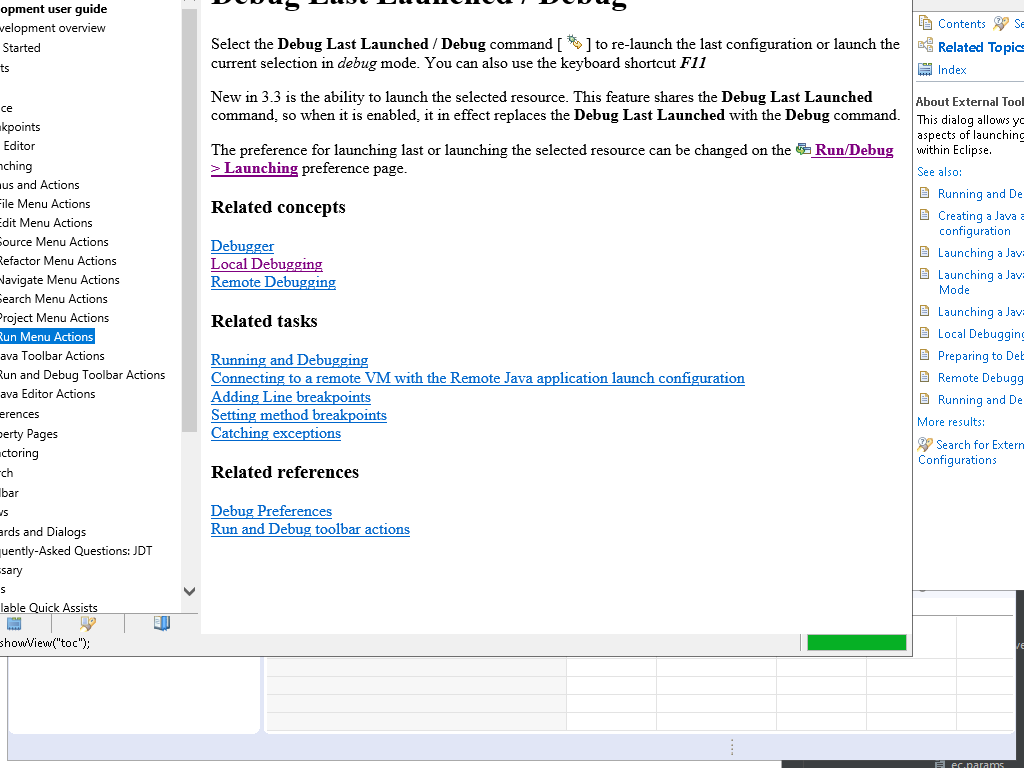 opment user guide
velopment overview
Started
ts
ce
kpoints
Editor
nching
nus and Actions
File Menu Actions
Edit Menu Actions
Source Menu Actions
Refactor Menu Actions
Navigate Menu Actions
Search Menu Actions
Project Menu Actions
Run Menu Actions
ava Toolbar Actions
Run and Debug Toolbar Actions
ava Editor Actions
erences
perty Pages
actoring
rch
lbar
ws
ards and Dialogs
quently-Asked Questions: JDT
ssary
s
lable Quick Assists
showView("toc");
Debug Last Launched / Debug
Select the Debug Last Launched / Debug command [ ] to re-launch the last configuration or launch the
current selection in debug mode. You can also use the keyboard shortcut F11
New in 3.3 is the ability to launch the selected resource. This feature shares the Debug Last Launched
command, so when it is enabled, it in effect replaces the Debug Last Launched with the Debug command.
The preference for launching last or launching the selected resource can be changed on the Run/Debug
> Launching preference page.
Related concepts
Debugger
Local Debugging
Remote Debugging
Related tasks
Running and Debugging
Connecting to a remote VM with the Remote Java application launch configuration
Adding Line breakpoints
Setting method breakpoints
Catching exceptions
Related references
Debug Preferences
Run and Debug toolbar actions
Contents Se
Related Topics
Index
About External Tool
This dialog allows yo
aspects of launching
within Eclipse.
See also:
Running and De
Creating a Java a
configuration
Launching a Java
Launching a Java
Mode
Launching a Java
Local Debugging
Preparing to Deb
Remote Debugg
Running and De
More results:
Search for Extern
Configurations
ve
ec.params